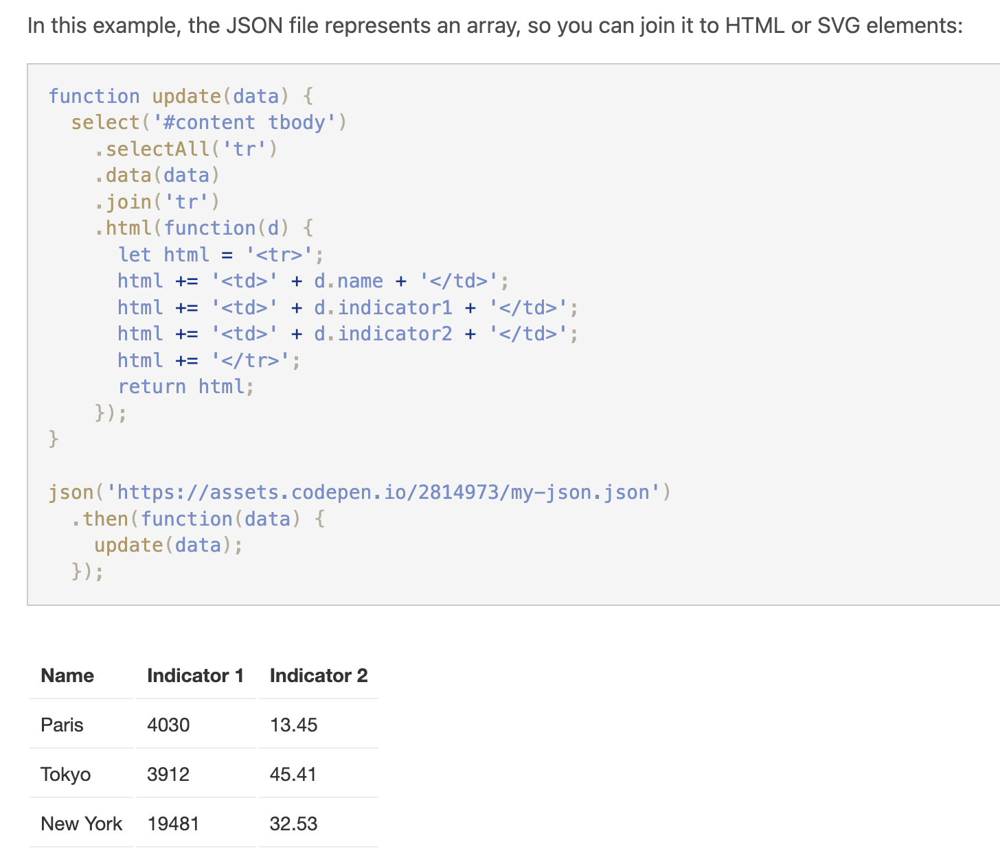 In this example, the JSON file represents an array, so you can join it to HTML or SVG elements:
function update(data) {
  select('#content tbody')
    .selectAll('tr')
    .data(data)
    .join('tr')
    .html(function(d) {
      let html = '<tr>';
      html += '<td>' + d.name + '</td>';
      html += '<td>' + d.indicator1 + '</td>';
      html += '<td>' + d.indicator2 + '</td>';
      html += '</tr>';
      return html;
    });
}
json('https://assets.codepen.io/2814973/my-json.json')
  .then(function(data) {
    update(data);
  });
Name Indicator 1 Indicator 2
Paris 4030 13.45
Tokyo 3912 45.41
New York 19481 32.53